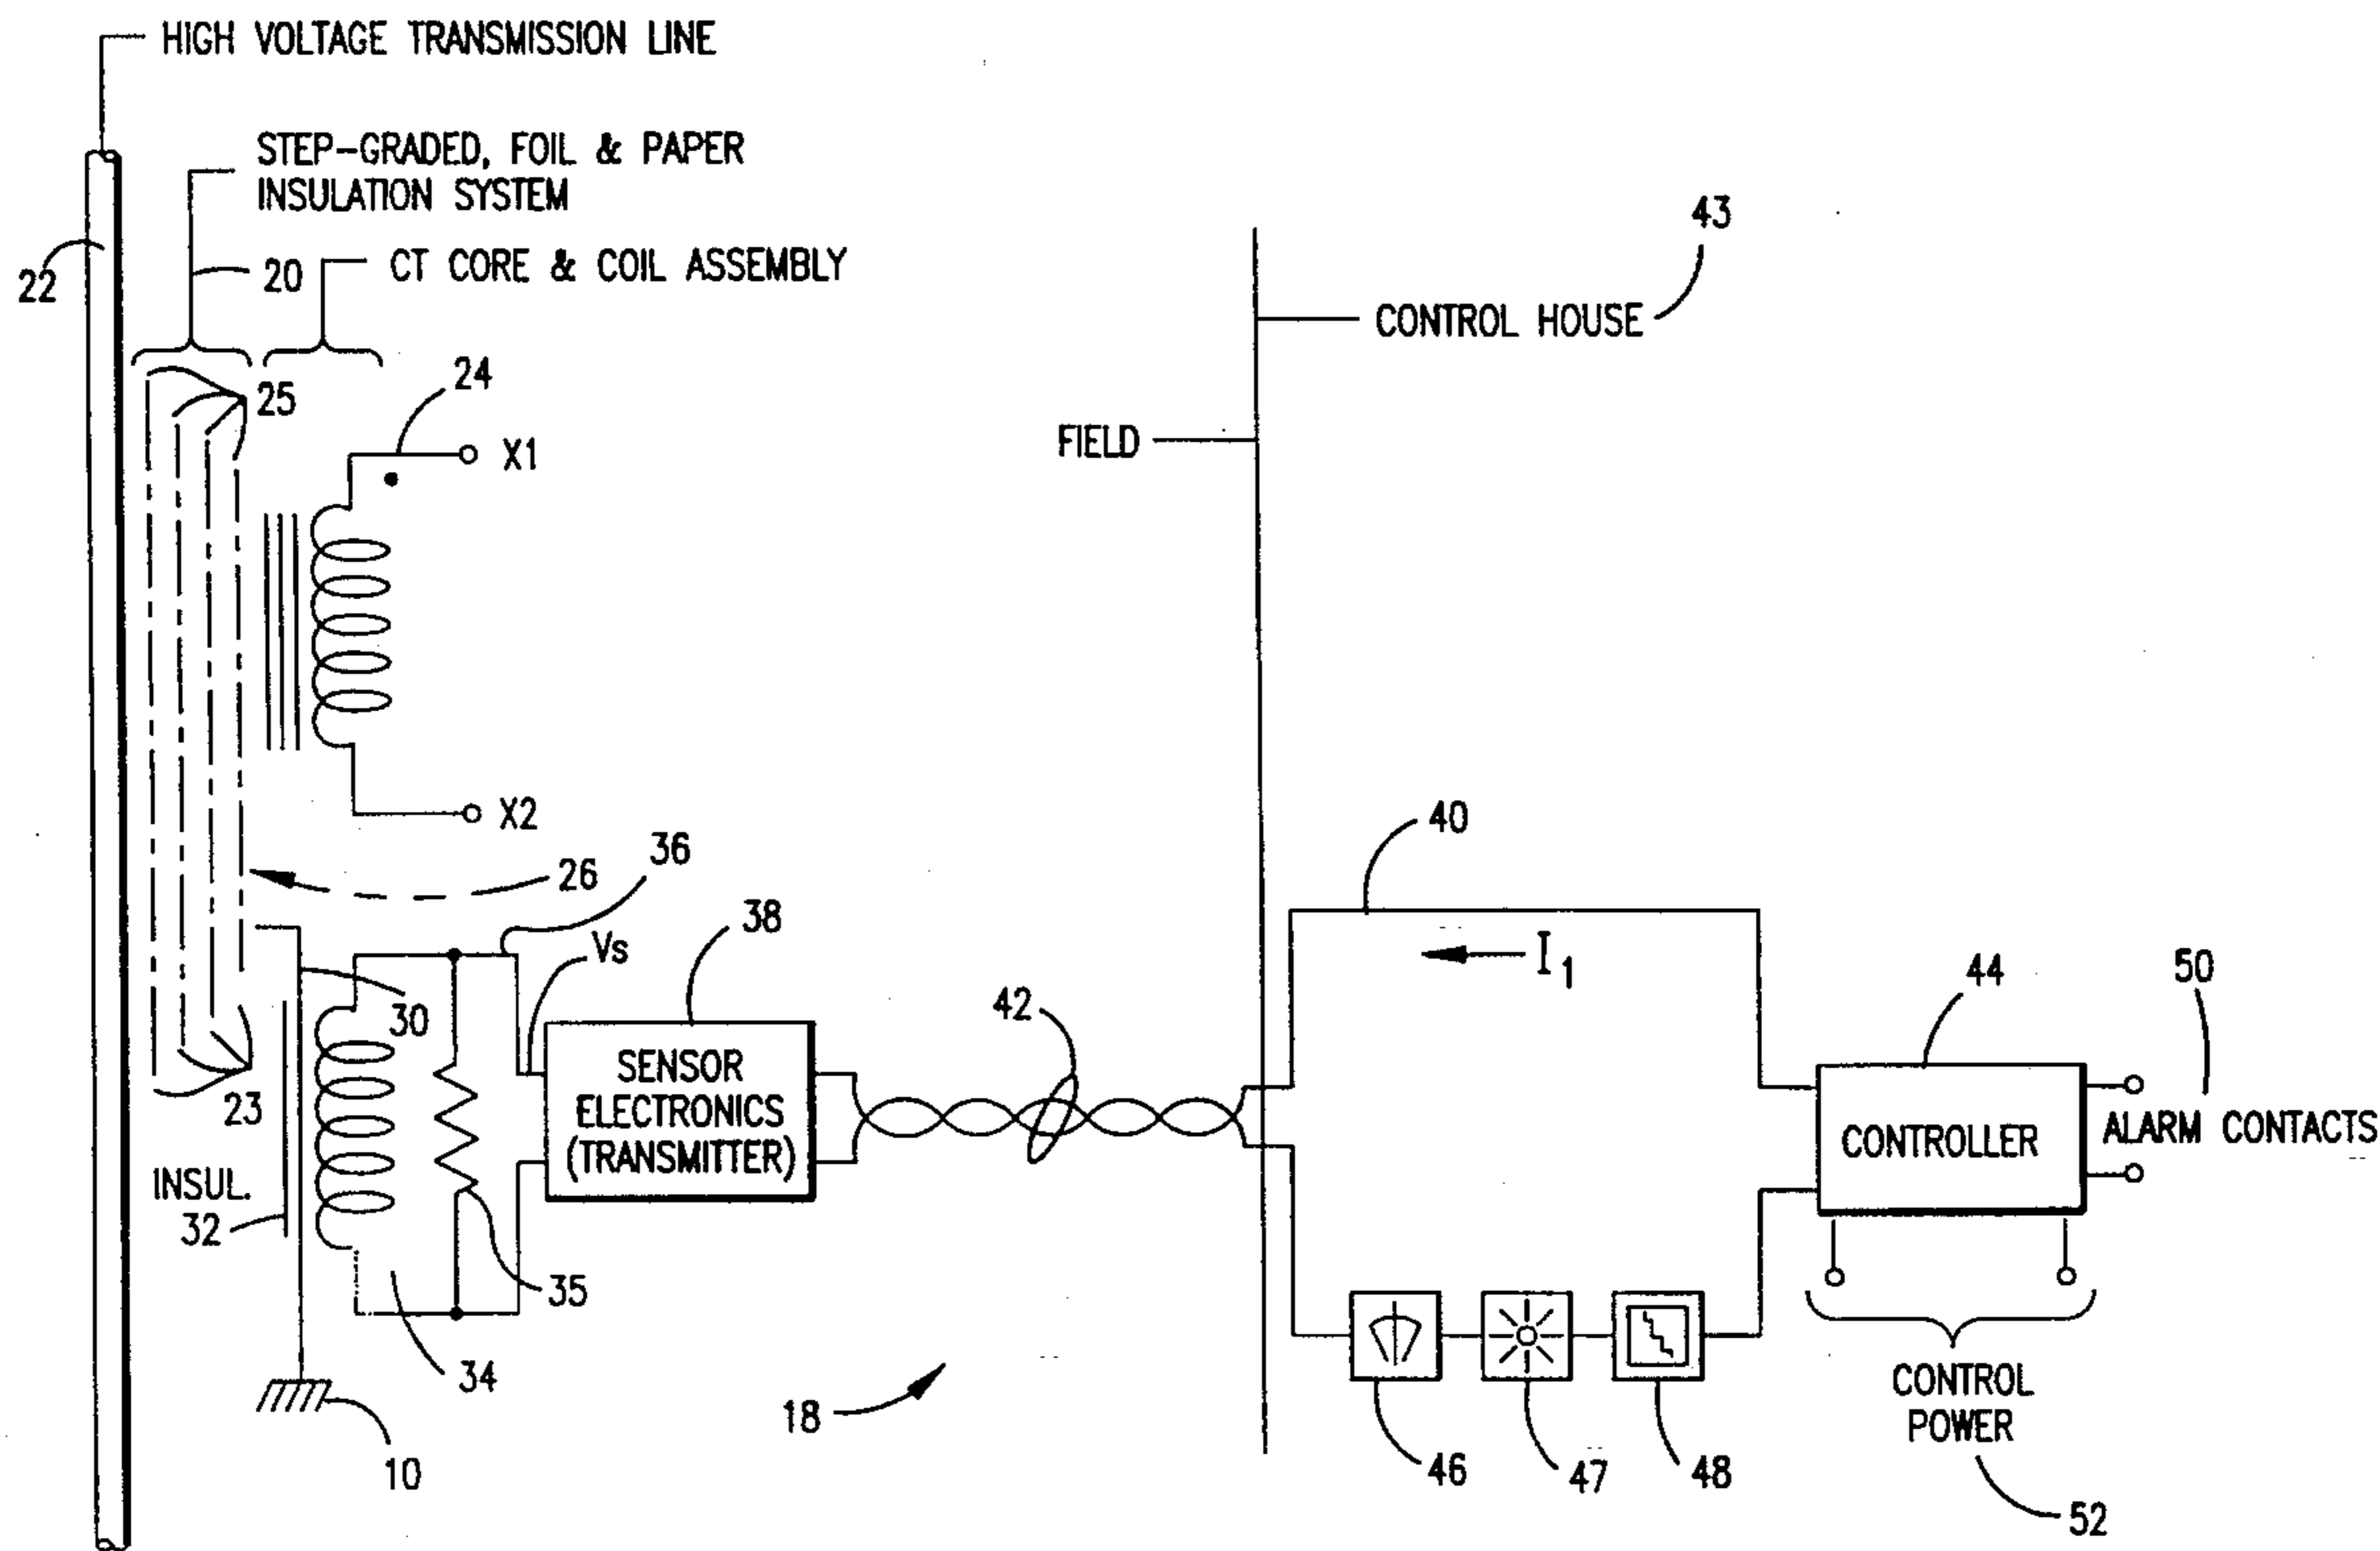 HIGH VOLTAGE TRANSMISSION LINE
STEP-GRADED, FOIL & PAPER
INSULATION SYSTEM
22
20
CT CORE & COIL ASSEMBLY
43
CONTROL HOUSE
25
24
FIELD
X1
X2
40
36
26
Vs
38
I1
44
50
30
42
SENSOR
ELECTRONICS
(TRANSMITTER)
23
CONTROLLER
ALARM CONTACTS
INSUL.
32
35
34
18
10
46
47
48
CONTROL
POWER
52